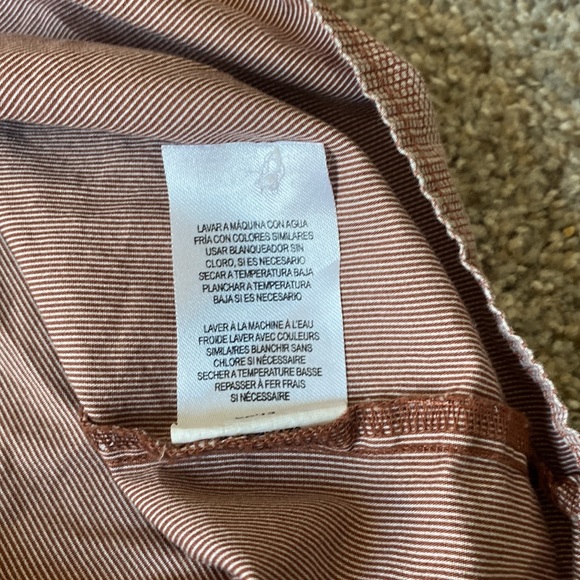 LAVAR A MÁQUINA CON AGUA
FRÍA CON COLORES SIMILARES
USAR BLANQUEADOR SIN
CLORO, SI ES NECESARIO
SECAR A TEMPERATURA BAJA
PLANCHAR A TEMPERATURA
BAJA SI ES NECESARIO
LAVER À LA MACHINE À L'EAU
FROIDE LAVER AVEC COULEURS
SIMILAIRES BLANCHIR SANS
CHLORE SI NÉCESSAIRE
SECHER A TEMPERATURE BASSE
REPASSER À FER FRAIS
SI NÉCESSAIRE